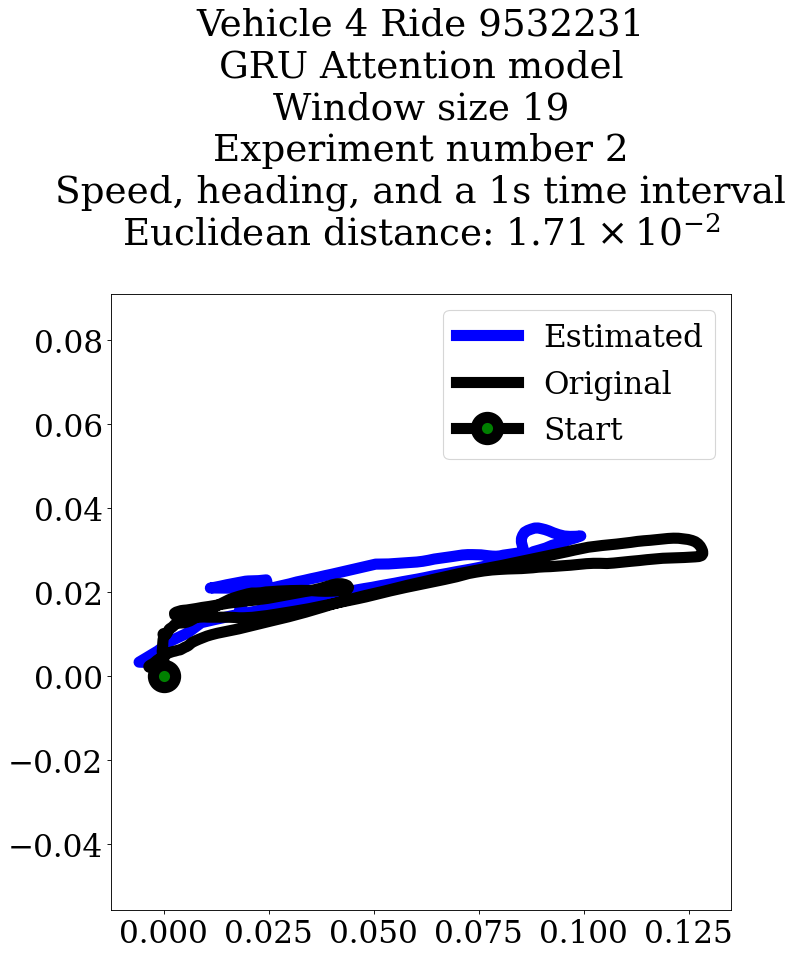 Vehicle 4 Ride 9532231
GRU Attention model
Window size 19
Experiment number 2
Speed, heading, and a 1s time interval
Euclidean distance: 1.71 × 10⁻²
Estimated
Original
Start
0.08
0.06
0.04
0.02
0.00
−0.02
−0.04
0.000 0.025 0.050 0.075 0.100 0.125